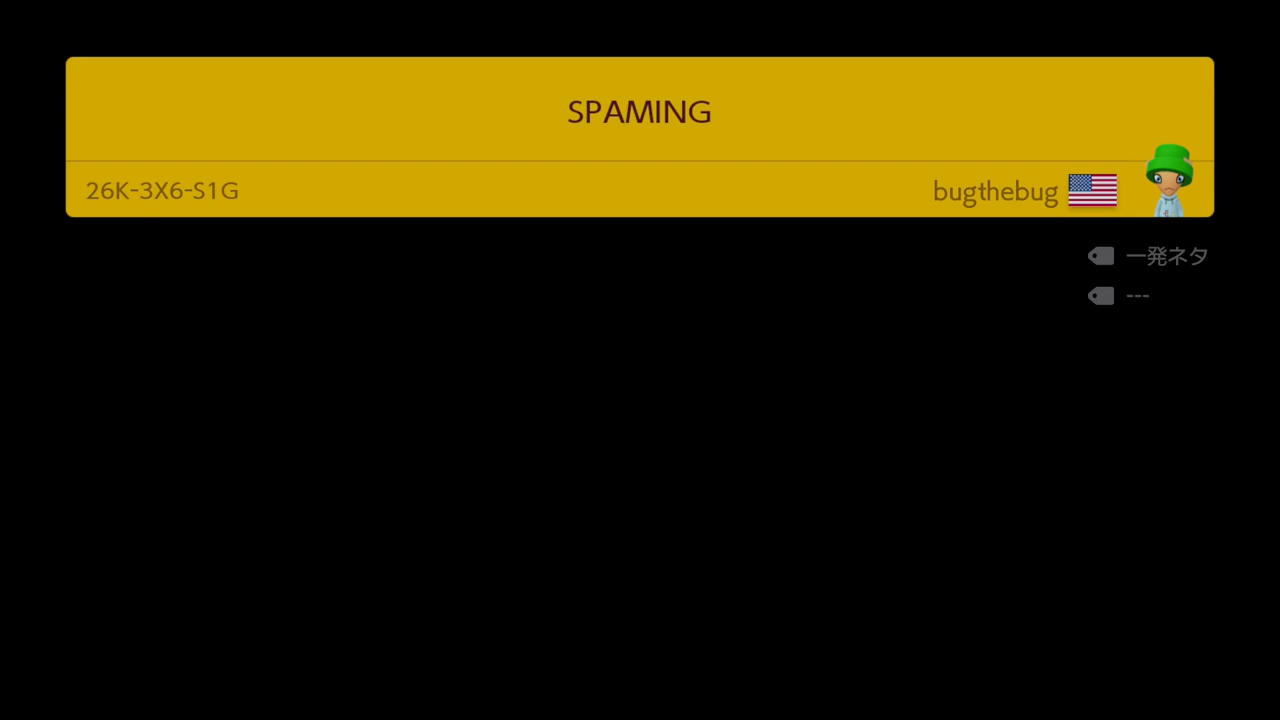 SPAMING
26K-3X6-S1G
bugthebug
一発ネタ
---